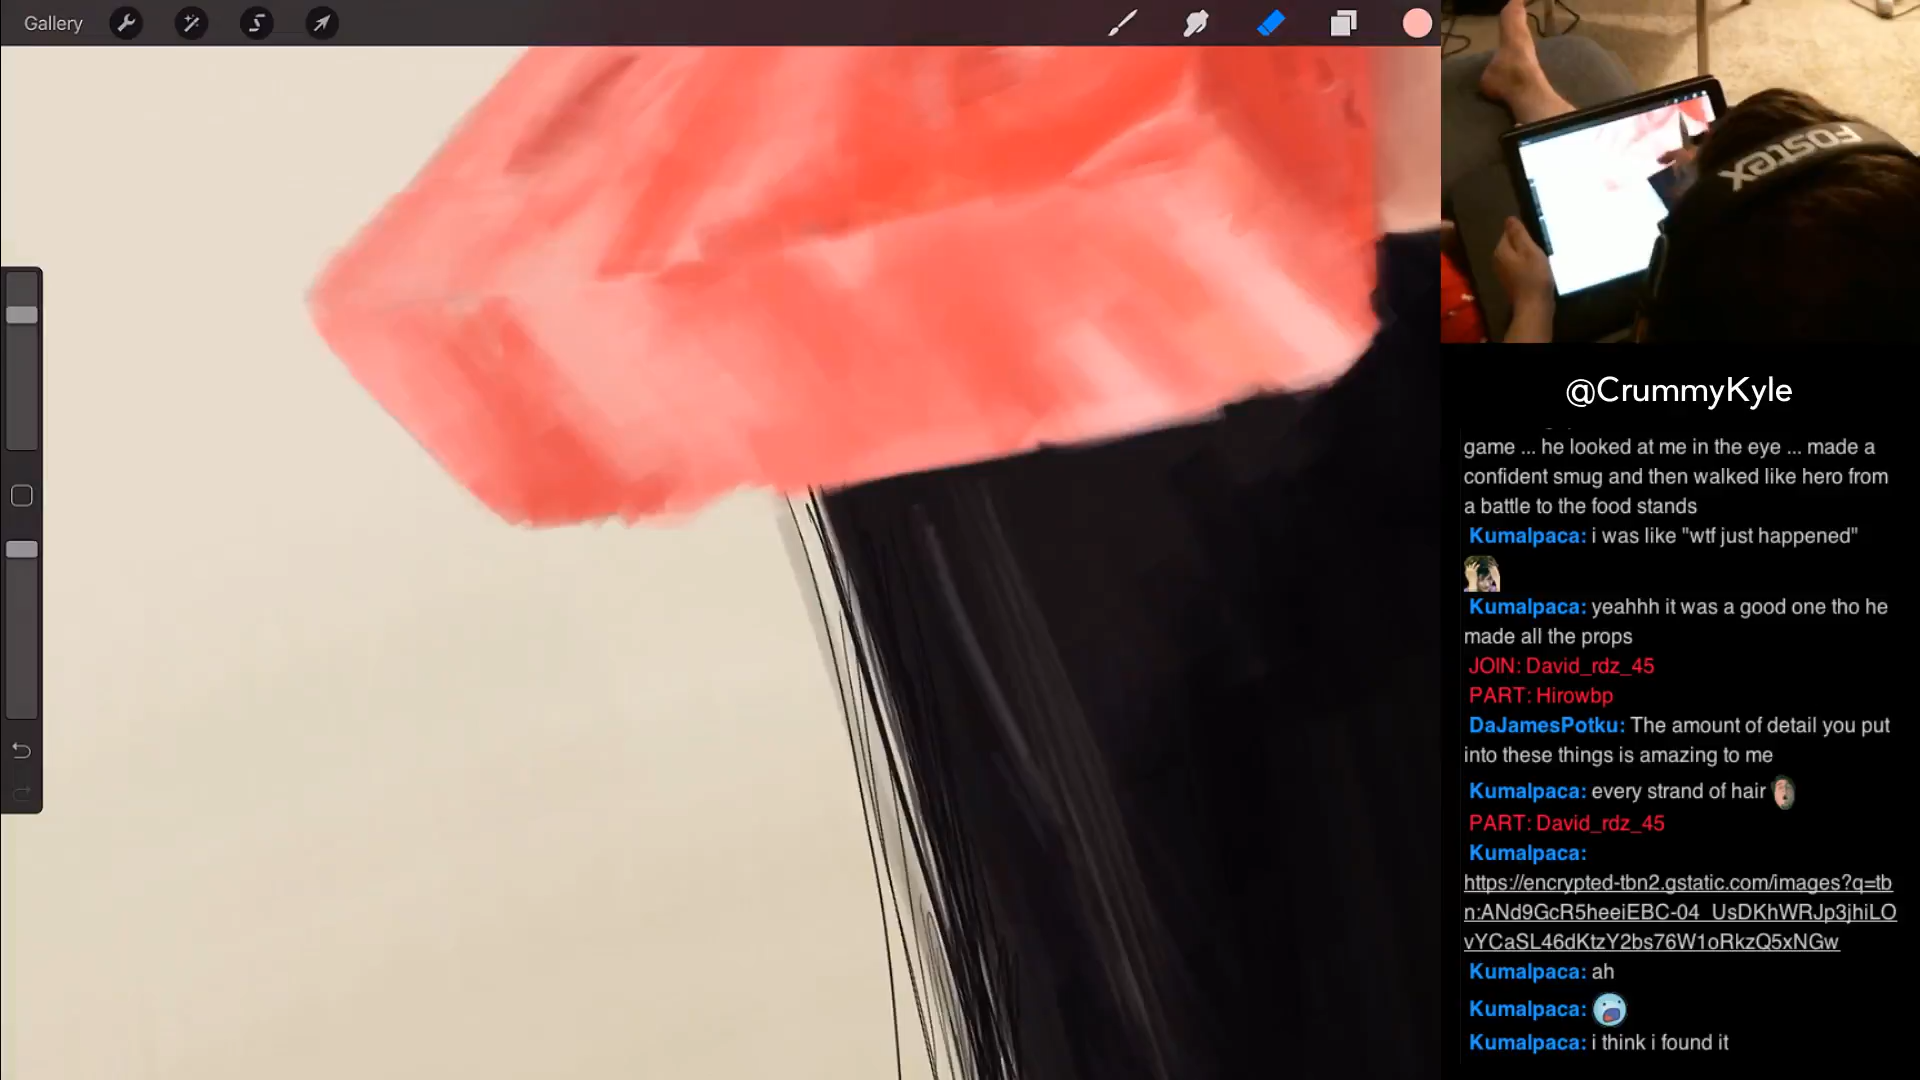 Gallery
FOSTEX
@CrummyKyle
game ... he looked at me in the eye ... made a
confident smug and then walked like hero from
a battle to the food stands
Kumalpaca: i was like "wtf just happened"
Kumalpaca: yeahhh it was a good one tho he
made all the props
JOIN: David_rdz_45
PART: Hirowbp
DaJamesPotku: The amount of detail you put
into these things is amazing to me
Kumalpaca: every strand of hair
PART: David_rdz_45
Kumalpaca:
https://encrypted-tbn2.gstatic.com/images?q=tb
n:ANd9GcR5heeiEBC-04_UsDKhWRJp3jhiLO
vYCaSL46dKtzY2bs76W1oRkzQ5xNGw
Kumalpaca: ah
Kumalpaca:
Kumalpaca: i think i found it